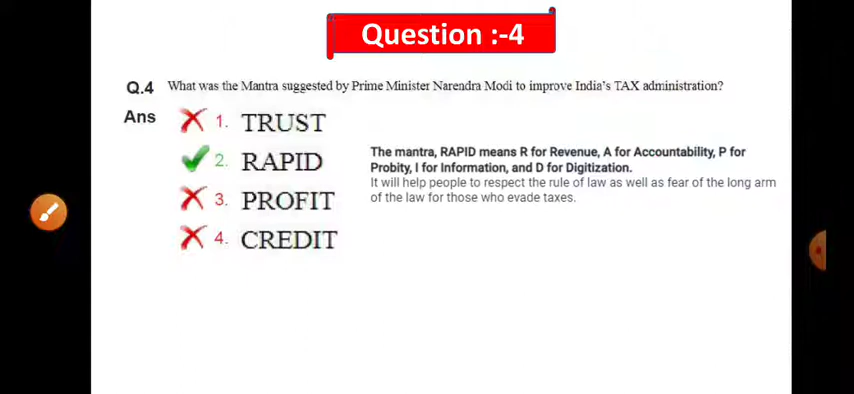 Question :-4
Q.4 What was the Mantra suggested by Prime Minister Narendra Modi to improve India's TAX administration?
Ans
1. TRUST
2. RAPID
The mantra, RAPID means R for Revenue, A for Accountability, P for
Probity, I for Information, and D for Digitization.
It will help people to respect the rule of law as well as fear of the long arm
of the law for those who evade taxes.
3. PROFIT
4. CREDIT